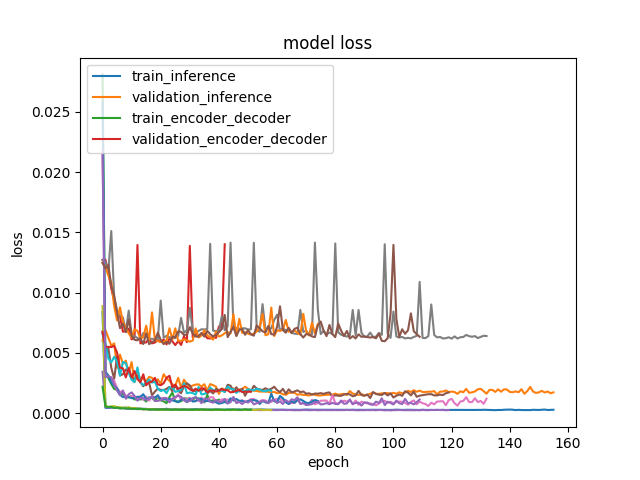 model loss
train_inference
validation_inference
train_encoder_decoder
validation_encoder_decoder
loss
0.025
0.020
0.015
0.010
0.005
0.000
0 20 40 60 80 100 120 140 160
epoch